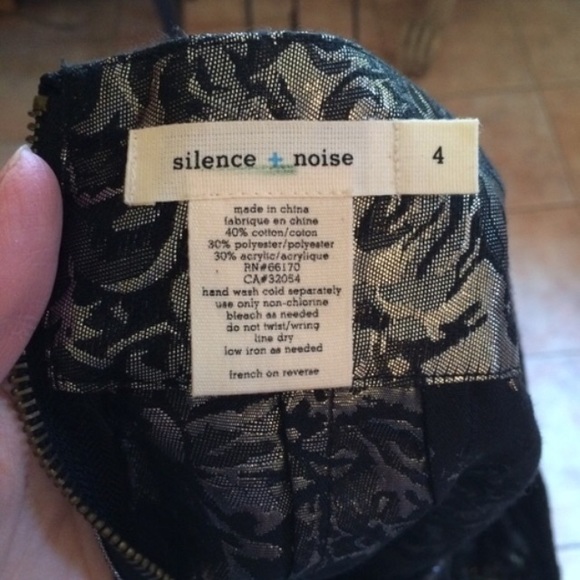 silence + noise
4
made in china
fabrique en chine
40% cotton/coton
30% polyester/polyester
30% acrylic/acrylique
RN#66170
CA#32054
hand wash cold separately
use only non-chlorine
bleach as needed
do not twist/wring
line dry
low iron as needed
french on reverse